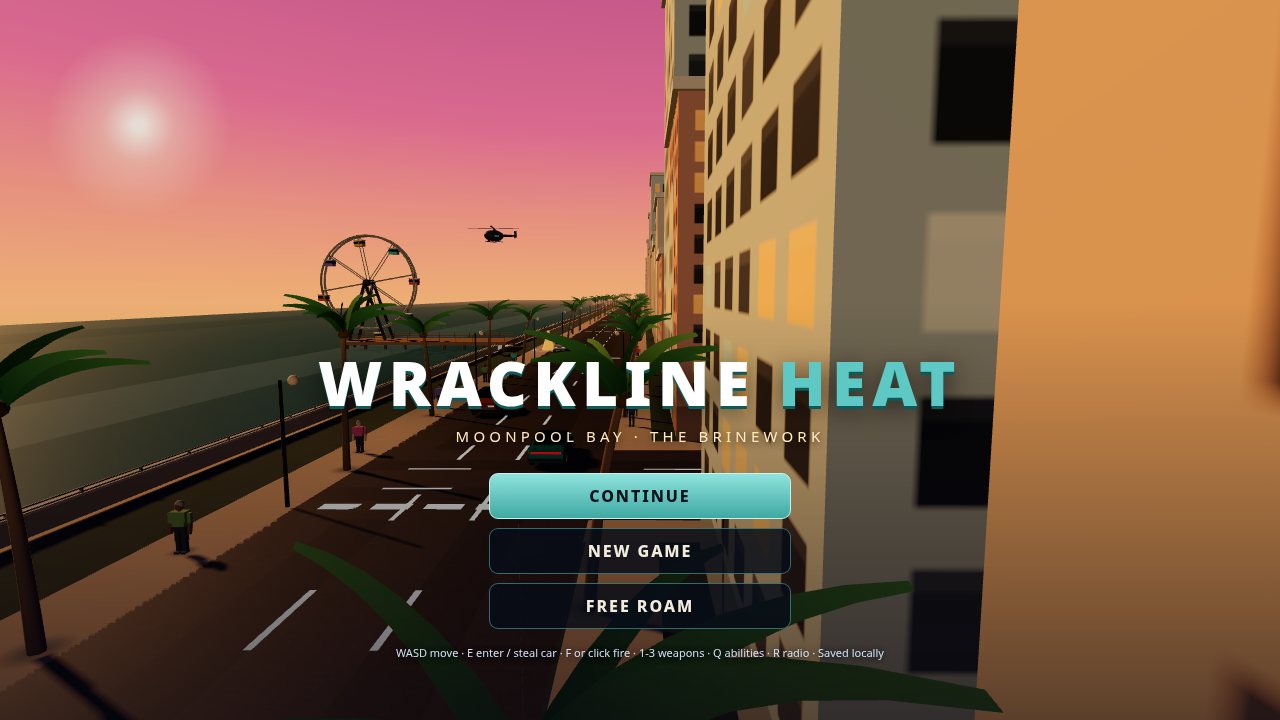 WRACKLINE HEAT
MOONPOOL BAY · THE BRINEWORK
CONTINUE
NEW GAME
FREE ROAM
WASD move · E enter / steal car · F or click fire · 1-3 weapons · Q abilities · R radio · Saved locally